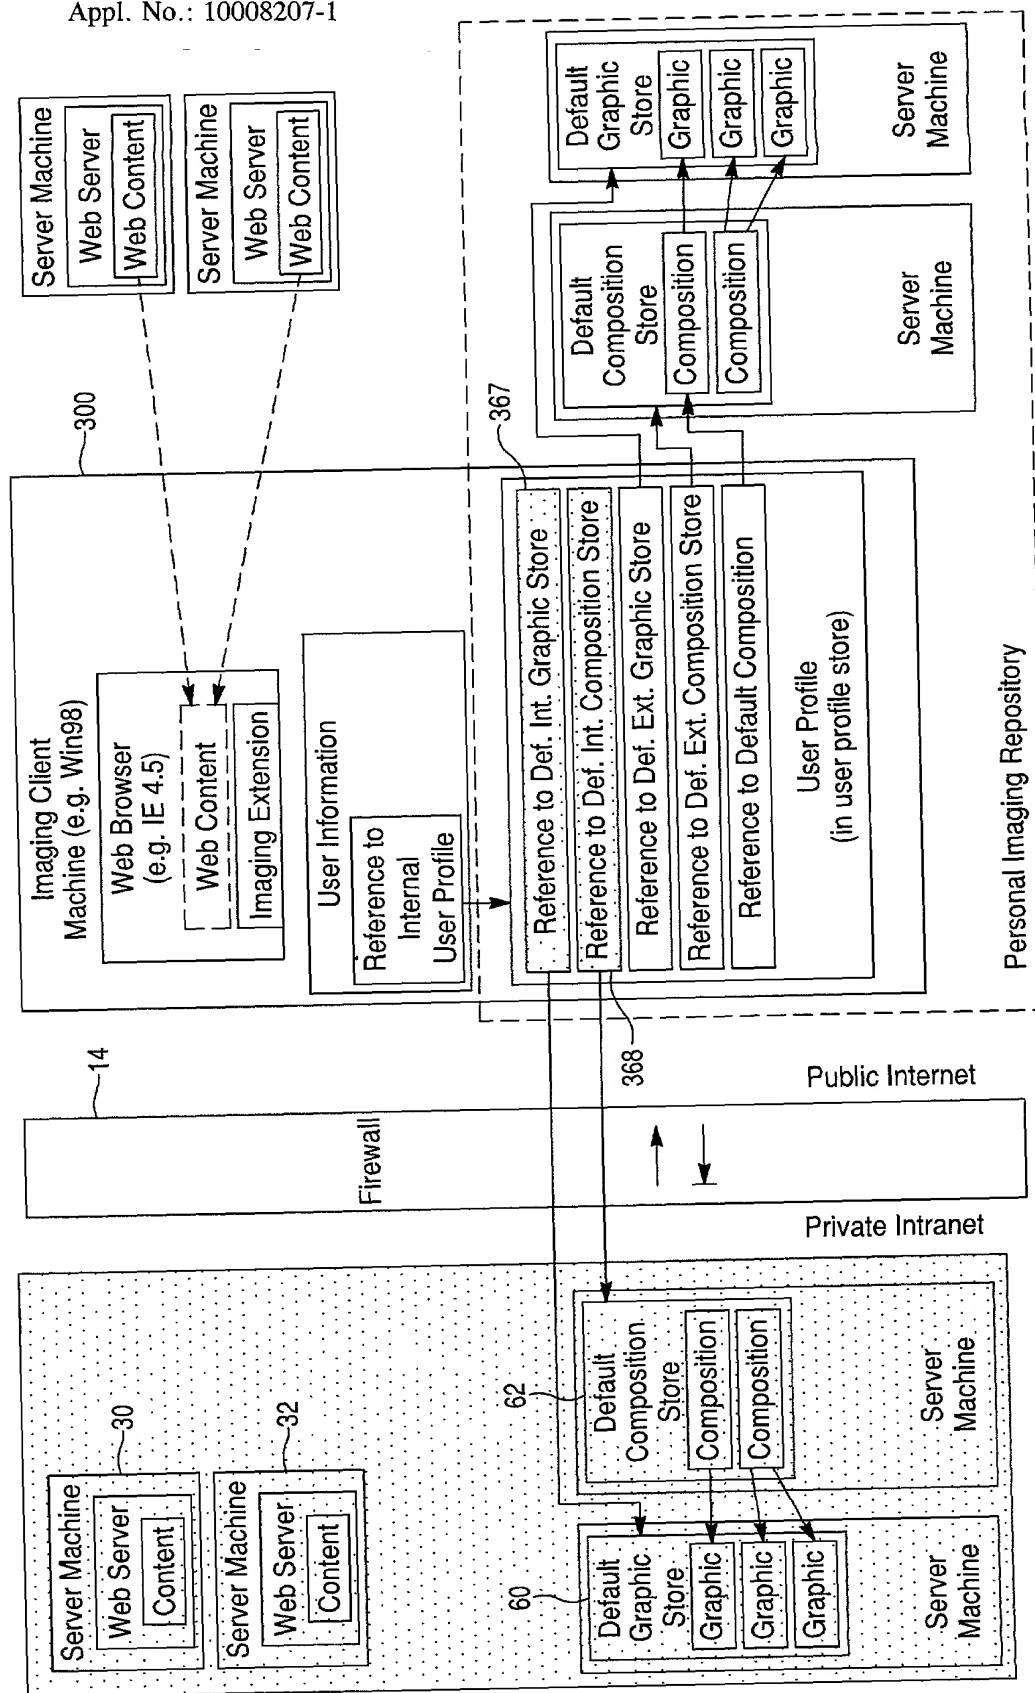 Appl. No.: 10008207-1
Server Machine
Web Server
Content
30
Server Machine
Web Server
Content
32
60
Default
Graphic
Store
Graphic
Graphic
Graphic
Server
Machine
62
Default
Composition
Store
Composition
Composition
Server
Machine
Private Intranet
14
Firewall
Public Internet
300
Imaging Client
Machine (e.g. Win98)
Web Browser
(e.g. IE 4.5)
Web Content
Imaging Extension
User Information
Reference to
Internal
User Profile
367
Reference to Def. Int. Graphic Store
368
Reference to Def. Int. Composition Store
Reference to Def. Ext. Graphic Store
Reference to Def. Ext. Composition Store
Reference to Default Composition
User Profile
(in user profile store)
Personal Imaging Repository
Server Machine
Web Server
Web Content
Server Machine
Web Server
Web Content
Default
Composition
Store
Composition
Composition
Server
Machine
Default
Graphic
Store
Graphic
Graphic
Graphic
Server
Machine